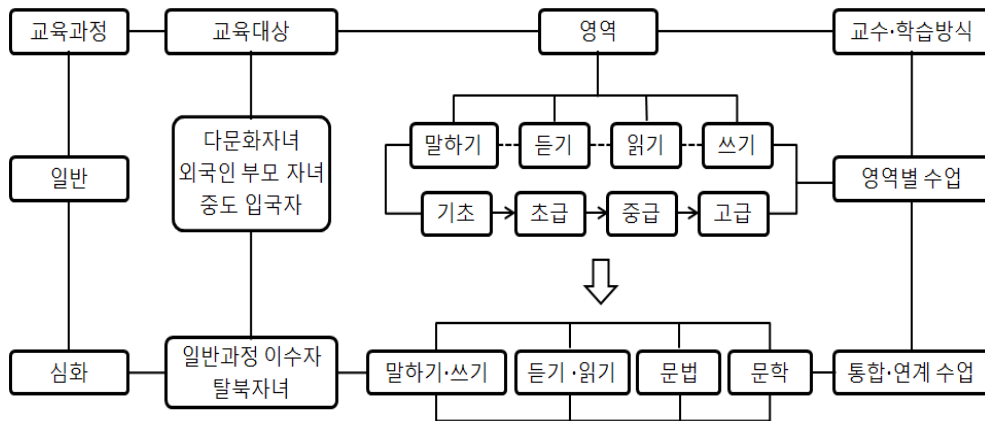 교육과정
교육대상
영역
교수·학습방식
일반
다문화자녀
외국인 부모 자녀
중도 입국자
말하기
듣기
읽기
쓰기
영역별 수업
기초
초급
중급
고급
심화
일반과정 이수자
탈북자녀
말하기·쓰기
듣기·읽기
문법
문학
통합·연계 수업